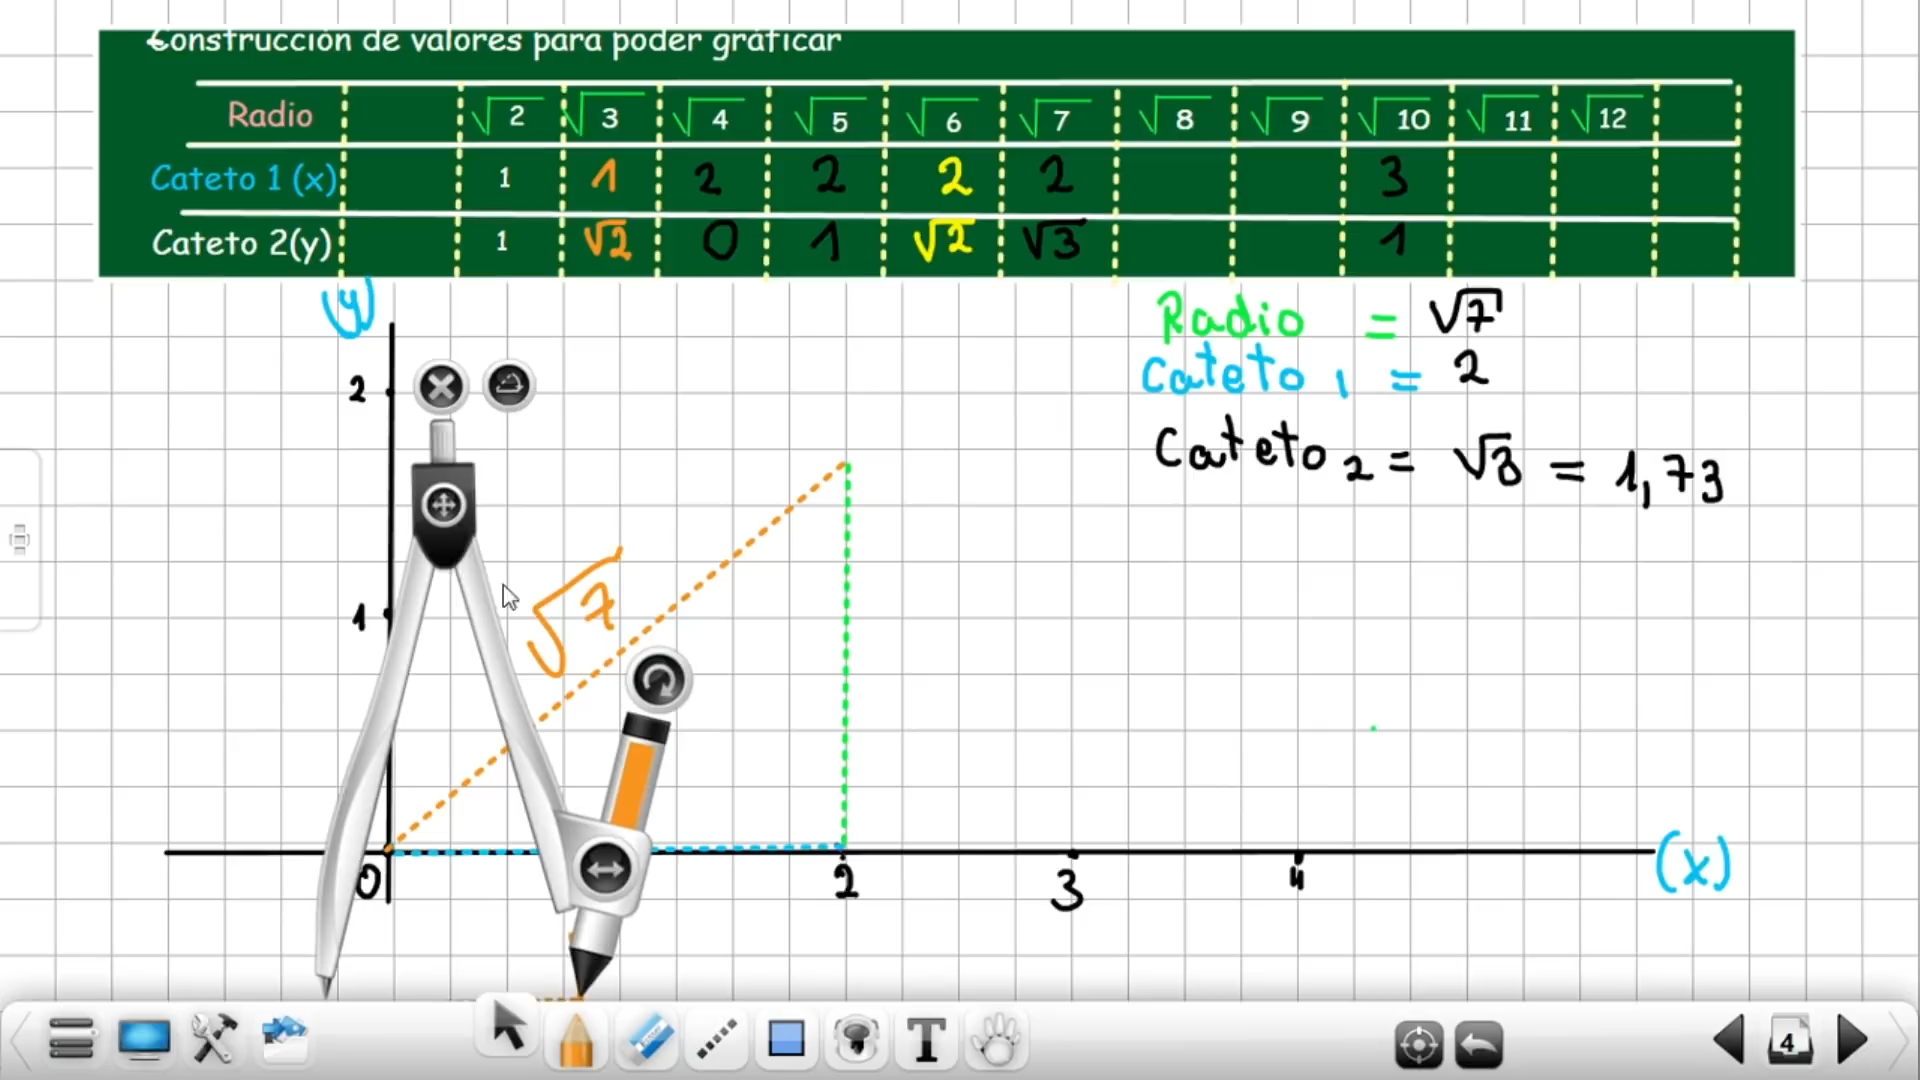 Construcción de valores para poder gráficar
Radio √2 √3 √4 √5 √6 √7 √8 √9 √10 √11 √12
Cateto 1 (x) 1 1 2 2 2 2 3
Cateto 2(y) 1 √2 0 1 √2 √3 1
(y)
Radio = √7
Cateto 1 = 2
Cateto 2 = √3 = 1,73
2
√7
1
0 2 3 4 (x)
T
4